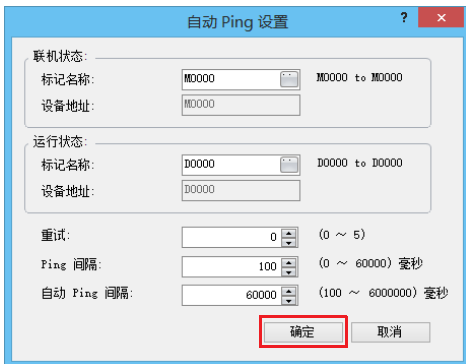 自动 Ping 设置 ? ×
联机状态:
标记名称: M0000 M0000 to M0000
设备地址: M0000
运行状态:
标记名称: D0000 D0000 to D0000
设备地址: D0000
重试: 0 (0 ～ 5)
Ping 间隔: 100 (0 ～ 60000) 毫秒
自动 Ping 间隔: 60000 (100 ～ 6000000) 毫秒
确定 取消